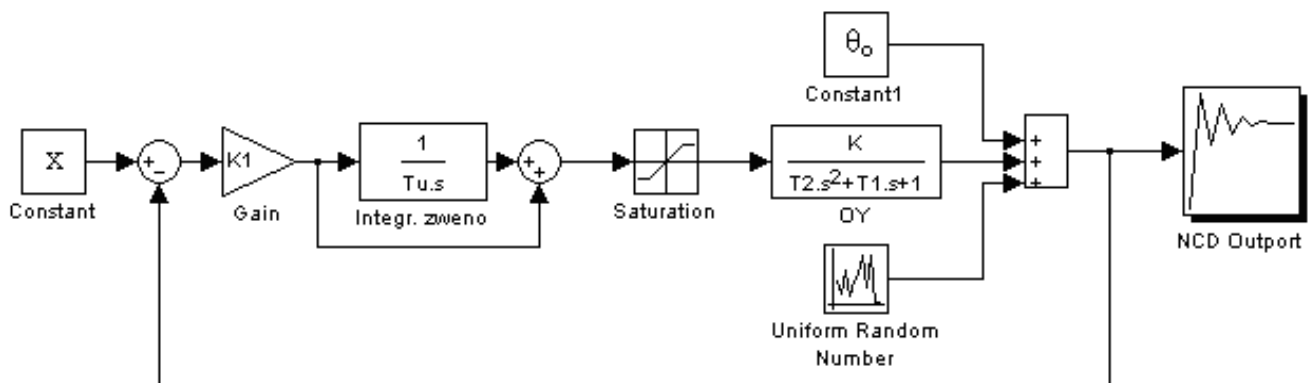 θo
Constant1
X
Constant
+
−
K1
Gain
1
Tu.s
Integr. zweno
+
+
Saturation
K
T2.s²+T1.s+1
OY
+
+
+
NCD Outport
Uniform Random
Number